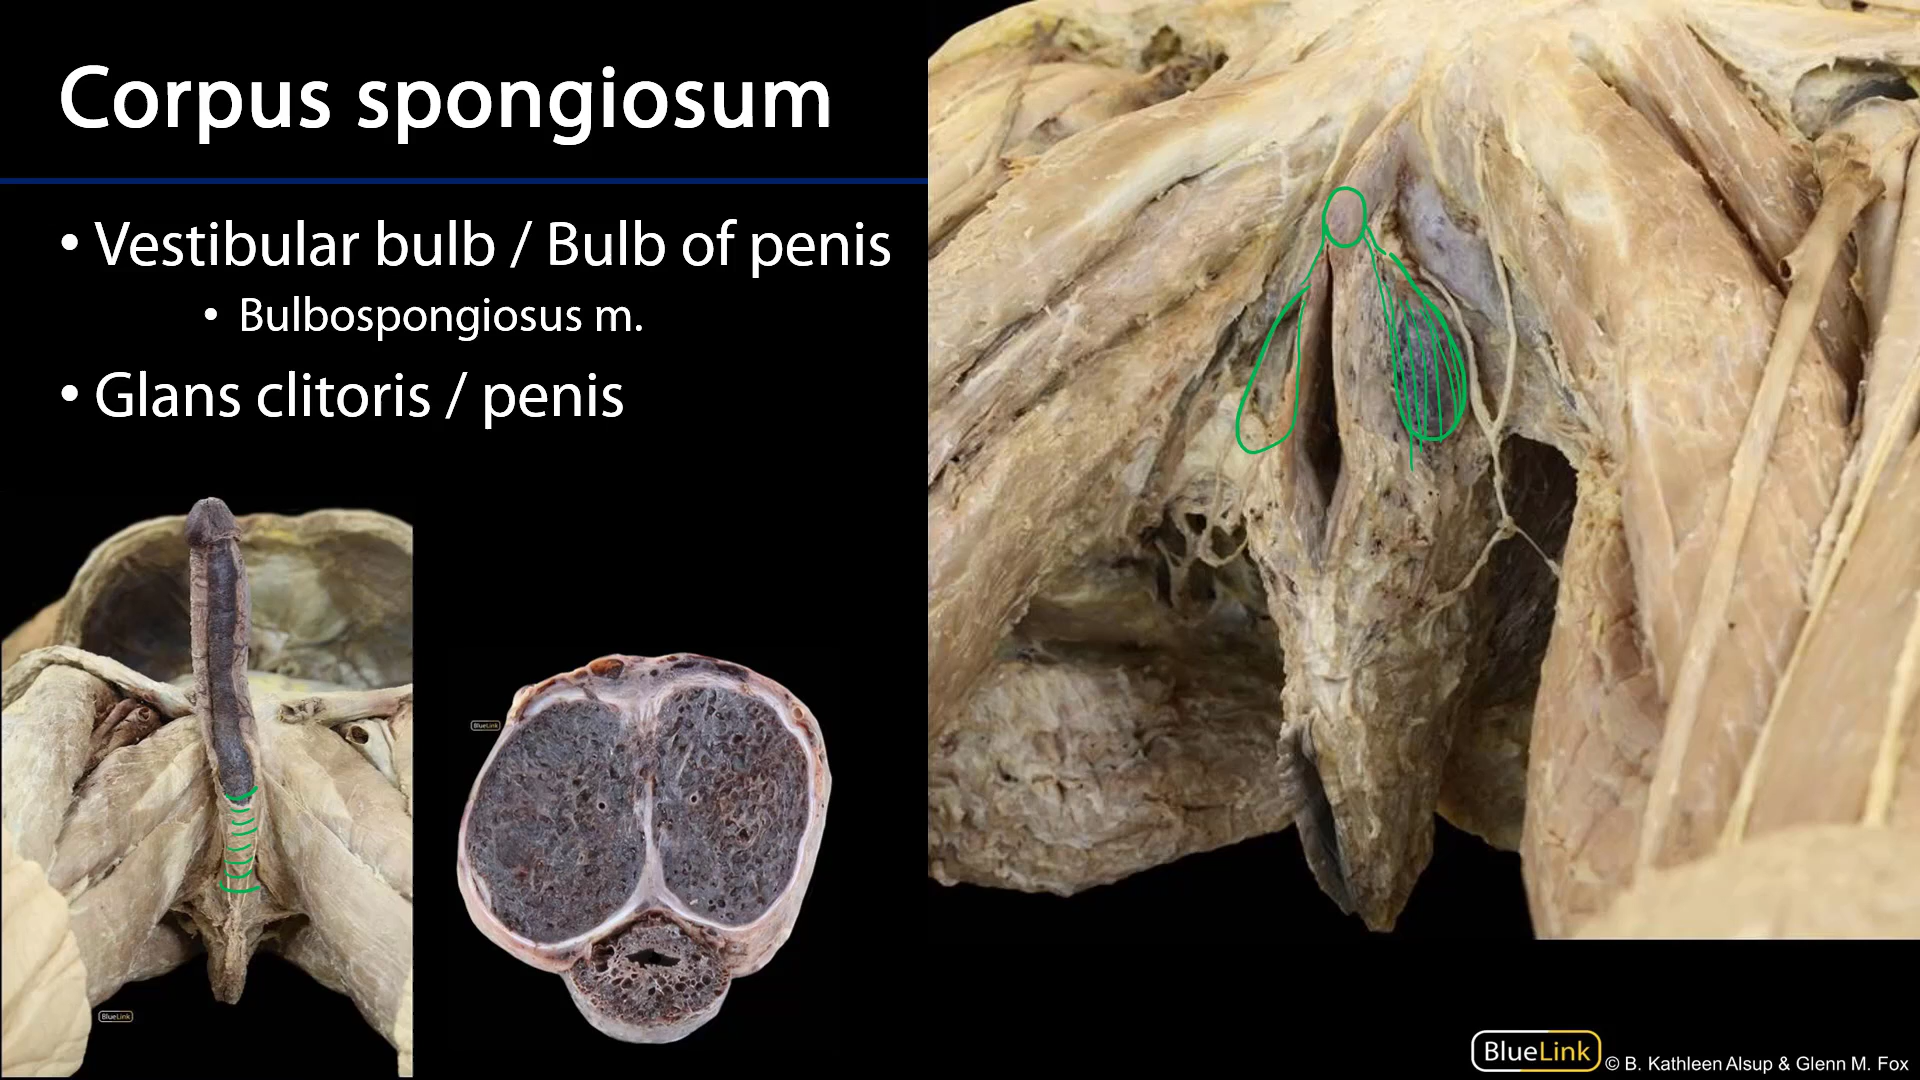 Corpus spongiosum
• Vestibular bulb / Bulb of penis
• Bulbospongiosus m.
• Glans clitoris / penis
BlueLink
BlueLink
BlueLink © B. Kathleen Alsup & Glenn M. Fox